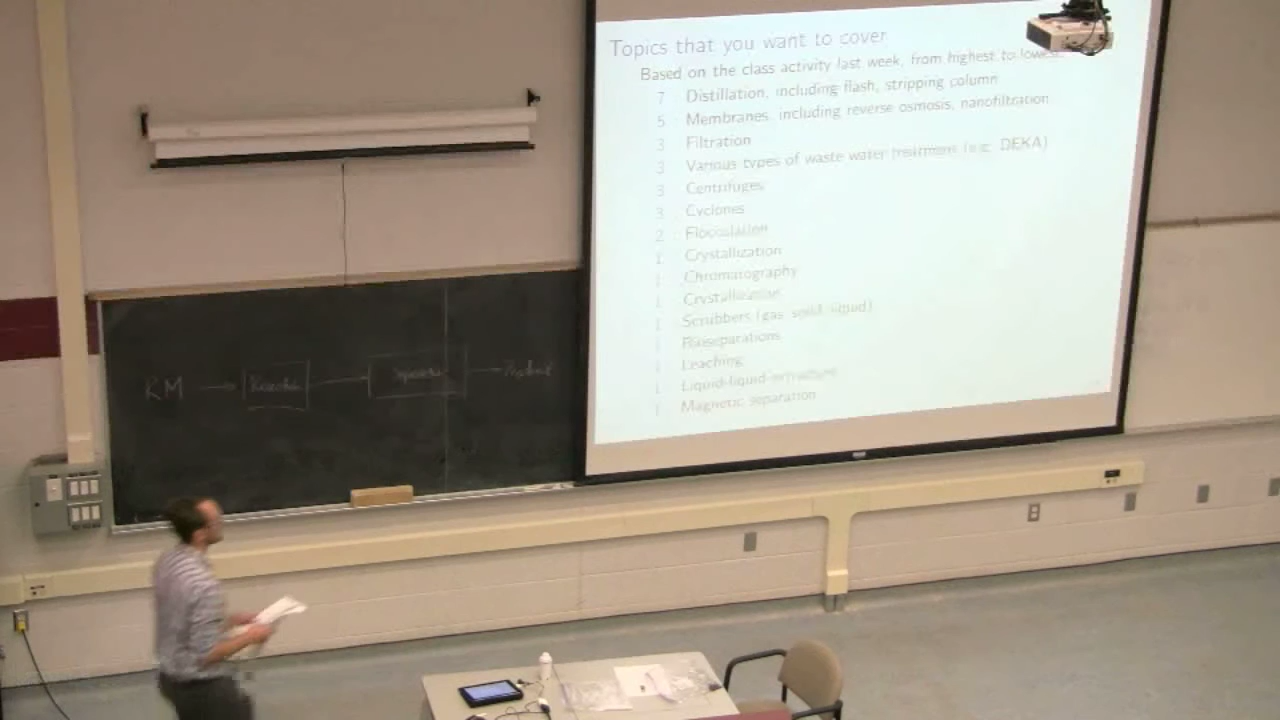 Topics that you want to cover
Based on the class activity last week, from highest to lowest:
7 Distillation, including flash, stripping column
5 Membranes, including reverse osmosis, nanofiltration
3 Filtration
3 Various types of waste water treatment (e.g. DEKA)
3 Centrifuges
3 Cyclones
2 Flocculation
1 Crystallization
1 Chromatography
1 Crystallization
1 Scrubbers (gas, solid, liquid)
1 Bioseparations
1 Leaching
1 Liquid-liquid extraction
1 Magnetic separation
RM Reactor Separator Product